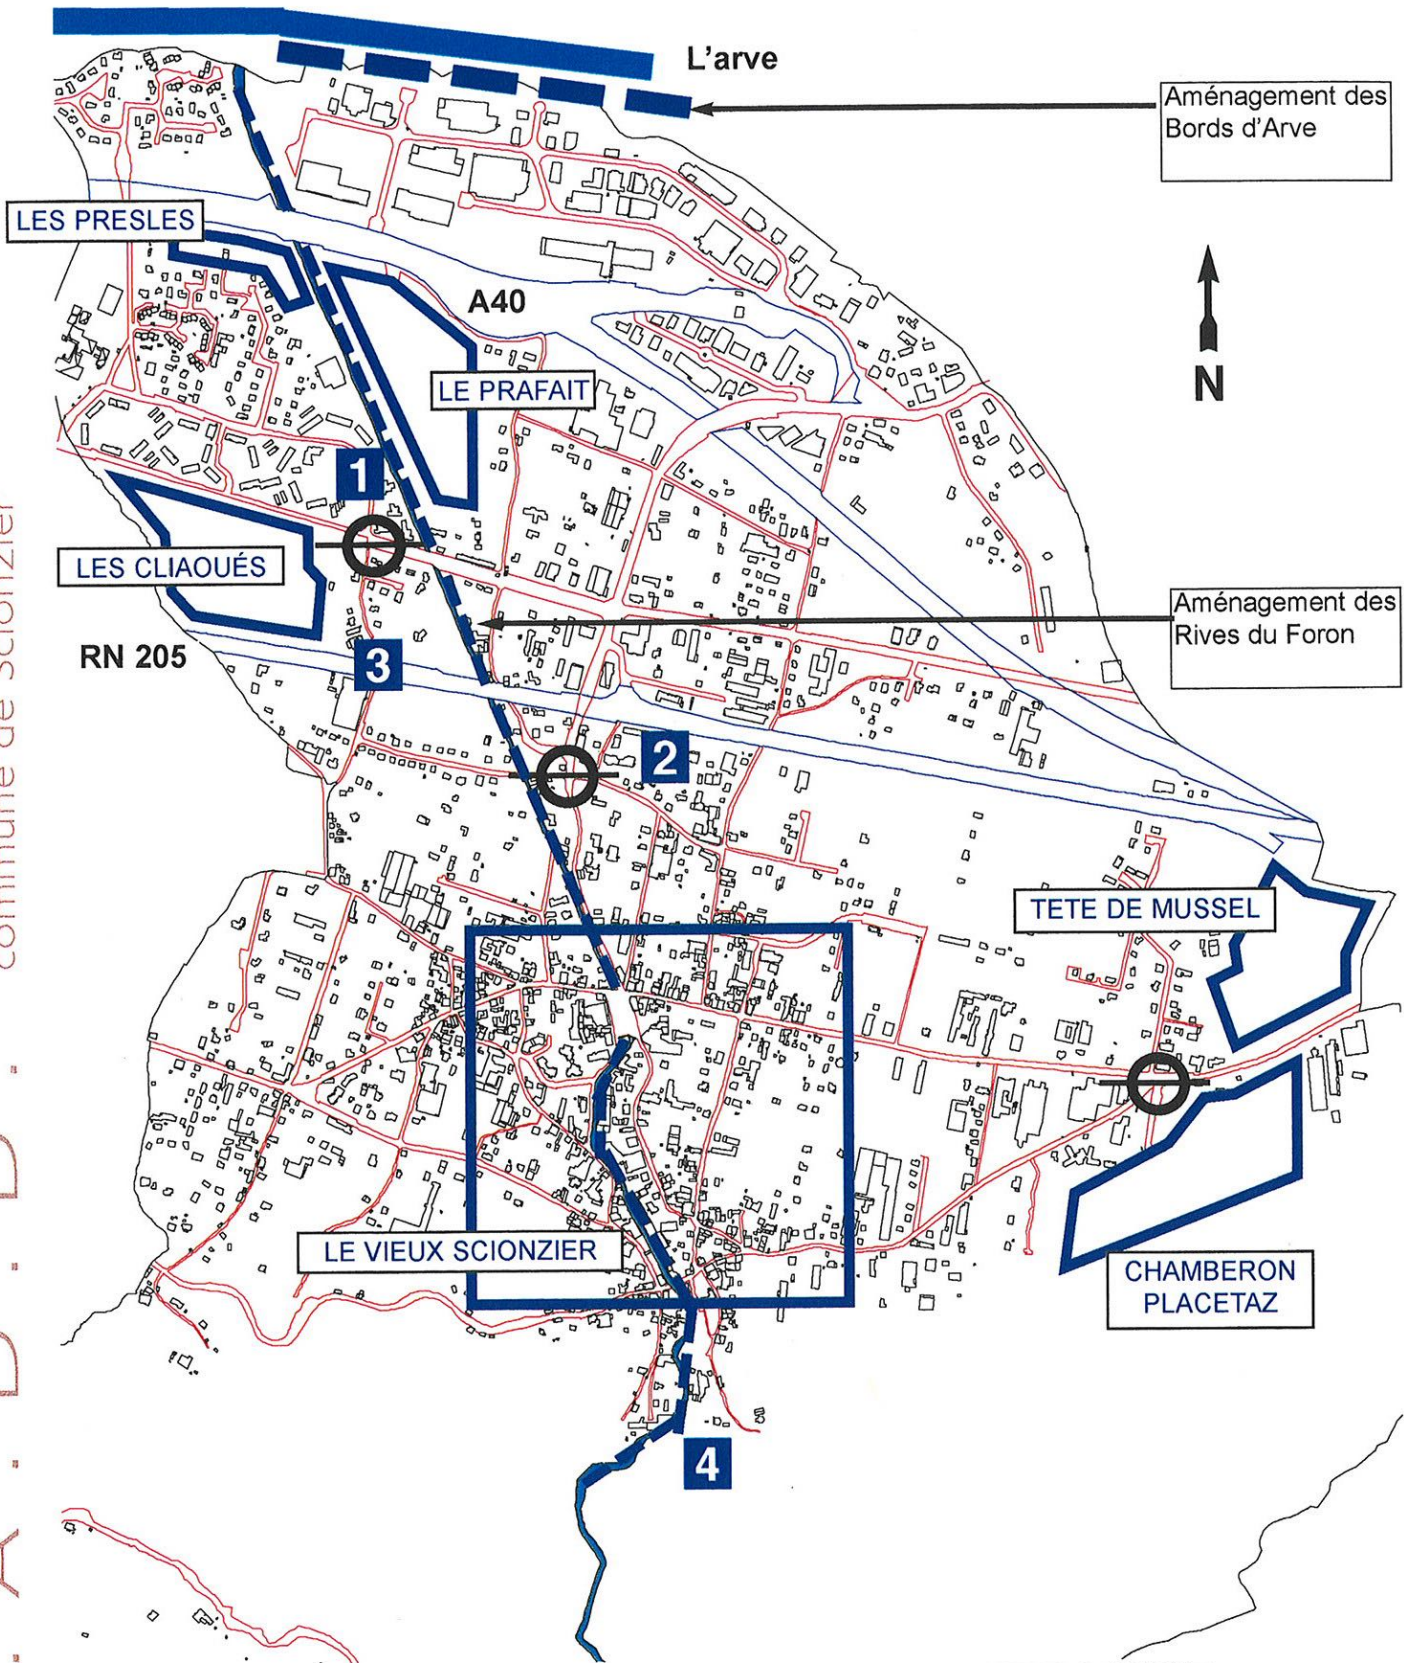 L'arve
Aménagement des
Bords d'Arve
LES PRESLES
A40
N
LE PRAFAIT
1
LES CLIAOUÉS
Aménagement des
Rives du Foron
RN 205
3
2
TETE DE MUSSEL
LE VIEUX SCIONZIER
CHAMBERON
PLACETAZ
4
commune de Scionzier